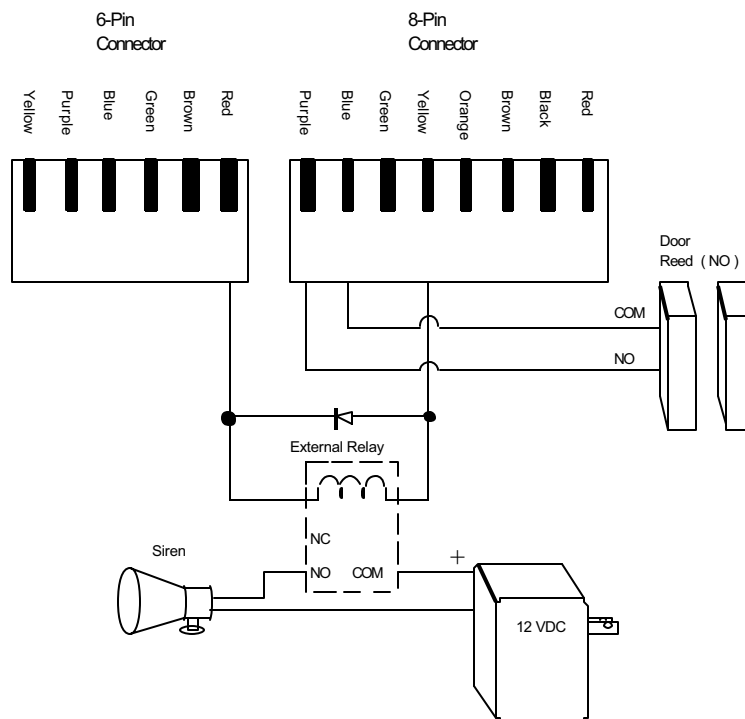 6-Pin
Connector
8-Pin
Connector
Yellow
Purple
Blue
Green
Brown
Red
Purple
Blue
Green
Yellow
Orange
Brown
Black
Red
Door
Reed ( NO )
COM
NO
External Relay
NC
NO COM
+
Siren
12 VDC